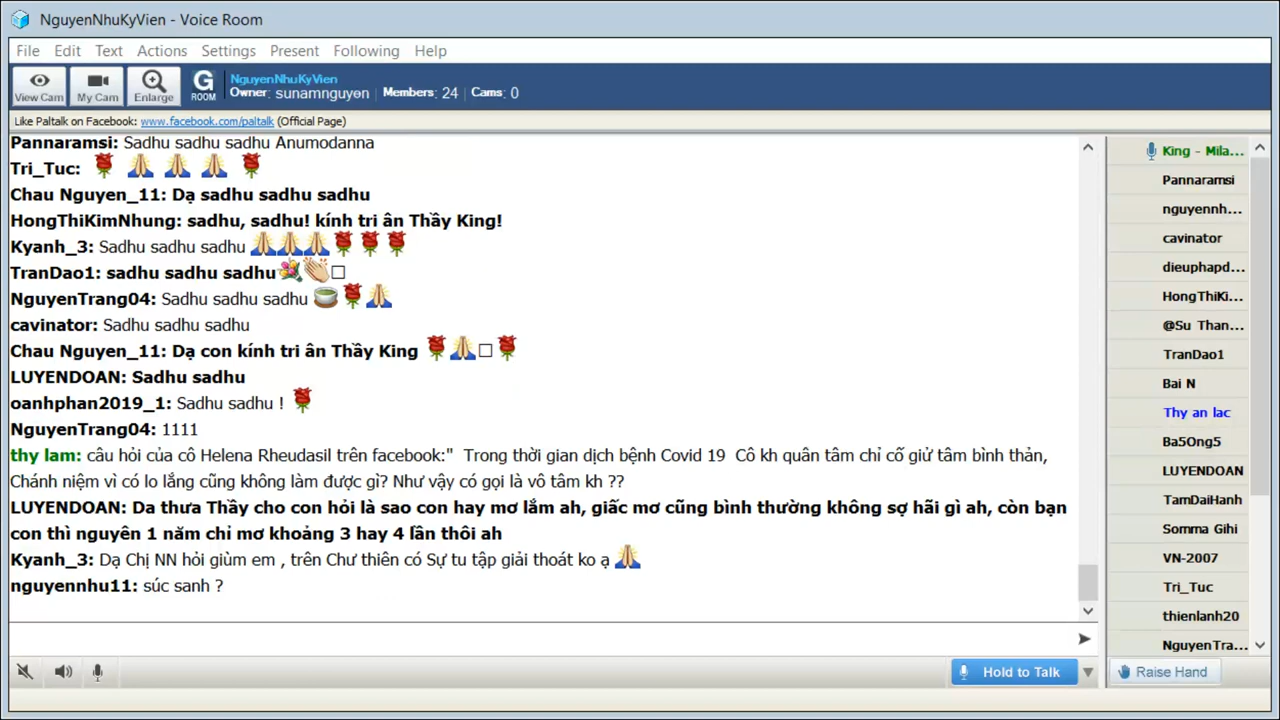 NguyenNhuKyVien - Voice Room
File Edit Text Actions Settings Present Following Help
View Cam My Cam Enlarge G ROOM
NguyenNhuKyVien
Owner: sunamnguyen Members: 24 Cams: 0
Like Paltalk on Facebook: www.facebook.com/paltalk (Official Page)
Pannaramsi: Sadhu sadhu sadhu Anumodanna
Tri_Tuc: 🌹 🙏 🙏 🙏 🌹
Chau Nguyen_11: Dạ sadhu sadhu sadhu
HongThiKimNhung: sadhu, sadhu! kính tri ân Thầy King!
Kyanh_3: Sadhu sadhu sadhu 🙏🙏🙏🌹🌹🌹
TranDao1: sadhu sadhu sadhu💐👏□
NguyenTrang04: Sadhu sadhu sadhu 🍵🌹🙏
cavinator: Sadhu sadhu sadhu
Chau Nguyen_11: Dạ con kính tri ân Thầy King 🌹🙏□🌹
LUYENDOAN: Sadhu sadhu
oanhphan2019_1: Sadhu sadhu ! 🌹
NguyenTrang04: 1111
thy lam: câu hỏi của cô Helena Rheudasil trên facebook:" Trong thời gian dịch bệnh Covid 19 Cô kh quân tâm chỉ cố giử tâm bình thản,
Chánh niệm vì có lo lắng cũng không làm được gì? Như vậy có gọi là vô tâm kh ??
LUYENDOAN: Da thưa Thầy cho con hỏi là sao con hay mơ lắm ah, giấc mơ cũng bình thường không sợ hãi gì ah, còn bạn
con thì nguyên 1 năm chỉ mơ khoảng 3 hay 4 lần thôi ah
Kyanh_3: Dạ Chị NN hỏi giùm em , trên Chư thiên có Sự tu tập giải thoát ko ạ 🙏
nguyennhu11: súc sanh ?
King - Mila...
Pannaramsi
nguyennh...
cavinator
dieuphapd...
HongThiKi...
@Su Than...
TranDao1
Bai N
Thy an lac
Ba5Ong5
LUYENDOAN
TamDaiHanh
Somma Gihi
VN-2007
Tri_Tuc
thienlanh20
NguyenTra...
Hold to Talk
Raise Hand